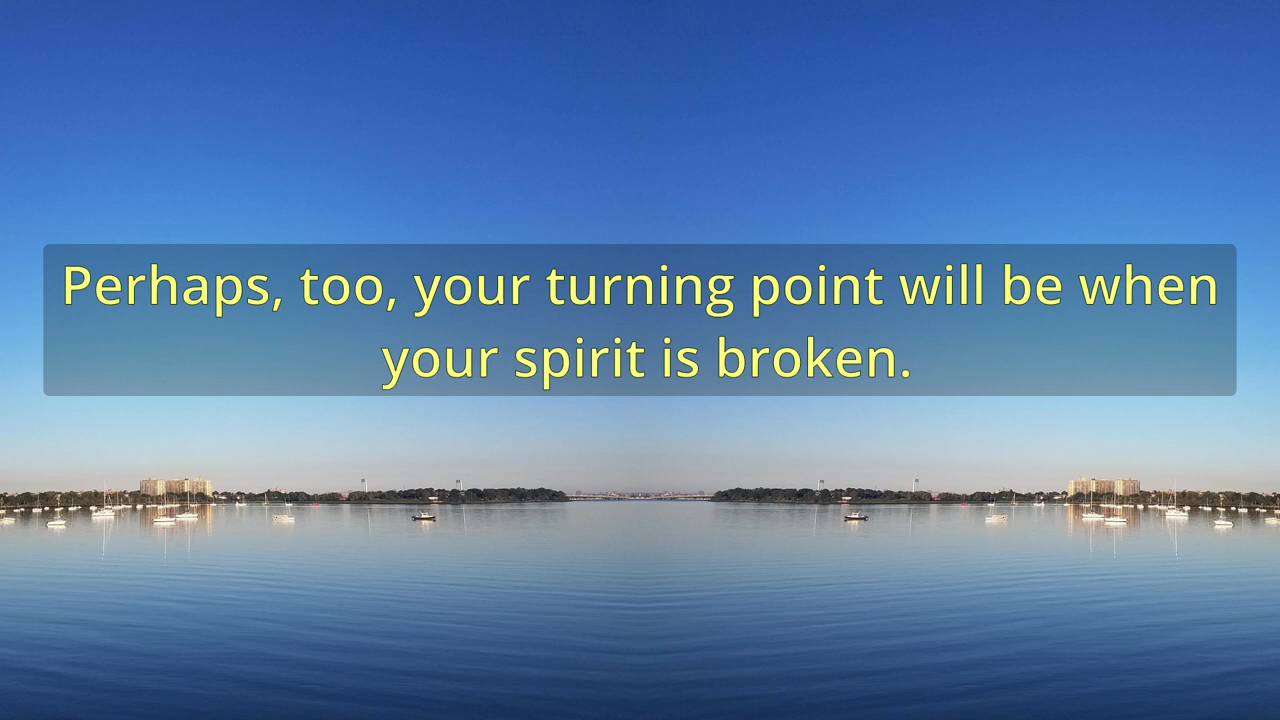 Perhaps, too, your turning point will be when
your spirit is broken.